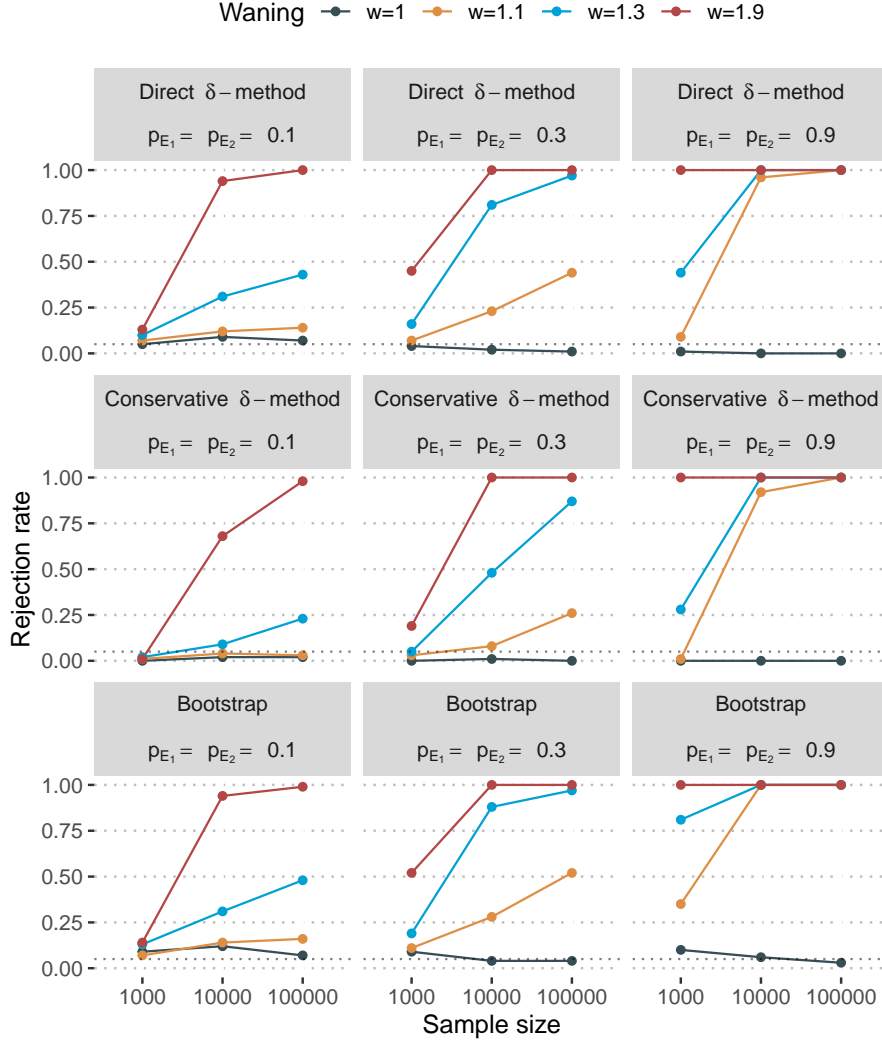 Waning w=1 w=1.1 w=1.3 w=1.9
Direct δ−method Direct δ−method Direct δ−method
pE1 = pE2 = 0.1 pE1 = pE2 = 0.3 pE1 = pE2 = 0.9
1.00
0.75
0.50
0.25
0.00
Conservative δ−method Conservative δ−method Conservative δ−method
pE1 = pE2 = 0.1 pE1 = pE2 = 0.3 pE1 = pE2 = 0.9
1.00
0.75
0.50
0.25
0.00
Rejection rate
Bootstrap Bootstrap Bootstrap
pE1 = pE2 = 0.1 pE1 = pE2 = 0.3 pE1 = pE2 = 0.9
1.00
0.75
0.50
0.25
0.00
1000 10000 100000 1000 10000 100000 1000 10000 100000
Sample size